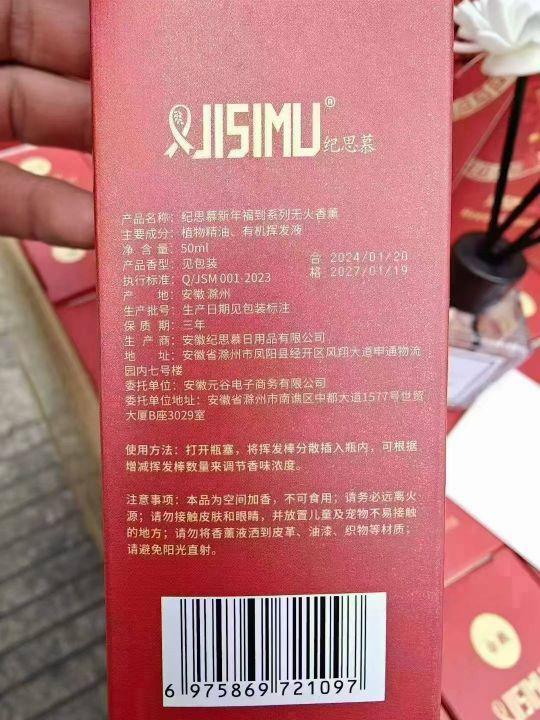 JISIMU®纪思慕
产品名称：纪思慕新年福到系列无火香薰
主要成分：植物精油、有机挥发液
净 含 量：50ml
产品香型：见包装
合 2024/01/20
格 2027/01/19
执行标准：Q/JSM 001-2023
产 地：安徽滁州
生产批号：生产日期见包装标注
保 质 期：三年
生 产 商：安徽纪思慕日用品有限公司
地 址：安徽省滁州市凤阳县经开区凤翔大道申通物流
园内七号楼
委托单位：安徽元谷电子商务有限公司
委托单位地址：安徽省滁州市南谯区中都大道1577号世贸
大厦B座3029室
使用方法：打开瓶塞，将挥发棒分散插入瓶内，可根据
增减挥发棒数量来调节香味浓度。
注意事项：本品为空间加香，不可食用；请务必远离火
源；请勿接触皮肤和眼睛，并放置儿童及宠物不易接触
的地方；请勿将香薰液洒到皮革、油漆、织物等材质；
请避免阳光直射。
6 975869 721097